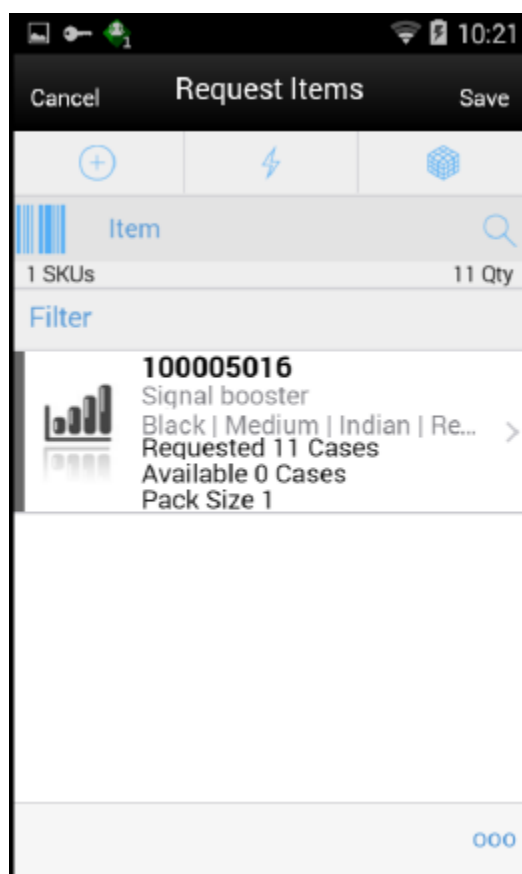 1
10:21
Cancel
Request Items
Save
Item
1 SKUs
11 Qty
Filter
100005016
Signal booster
Black | Medium | Indian | Re...
Requested 11 Cases
Available 0 Cases
Pack Size 1